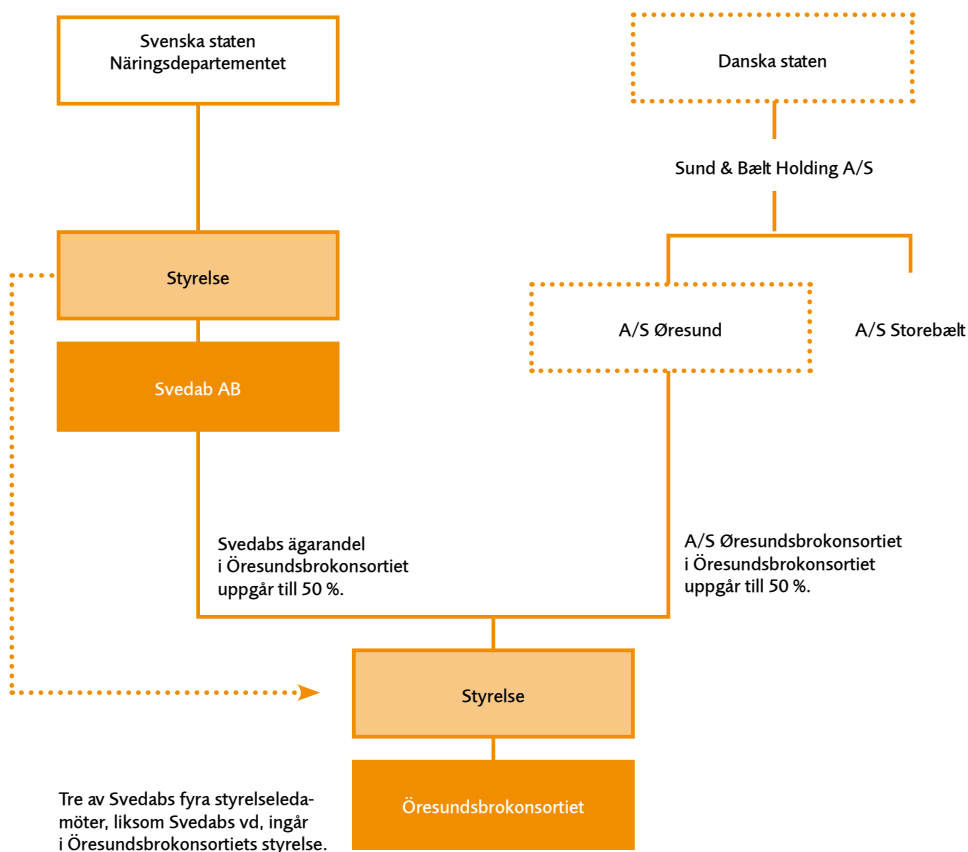 Svenska staten
Näringsdepartementet
Danska staten
Sund & Bælt Holding A/S
Styrelse
A/S Øresund
A/S Storebælt
Svedab AB
Svedabs ägarandel
i Öresundsbrokonsortiet
uppgår till 50 %.
A/S Øresundsbrokonsortiet
i Öresundsbrokonsortiet
uppgår till 50 %.
Styrelse
Öresundsbrokonsortiet
Tre av Svedabs fyra styrelseleda-
möter, liksom Svedabs vd, ingår
i Öresundsbrokonsortiets styrelse.